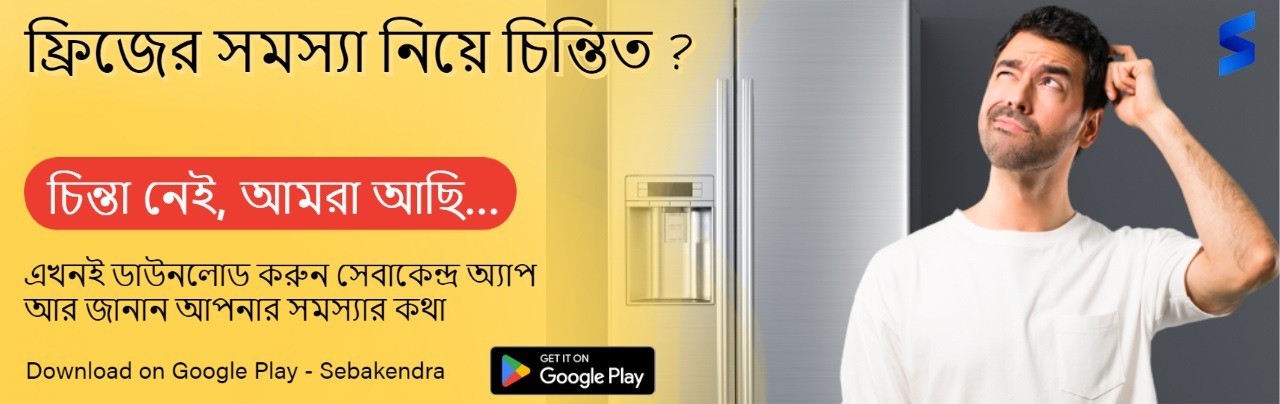 ফ্রিজের সমস্যা নিয়ে চিন্তিত ?
চিন্তা নেই, আমরা আছি...
এখনই ডাউনলোড করুন সেবাকেন্দ্র অ্যাপ
আর জানান আপনার সমস্যার কথা
Download on Google Play - Sebakendra
GET IT ON
Google Play